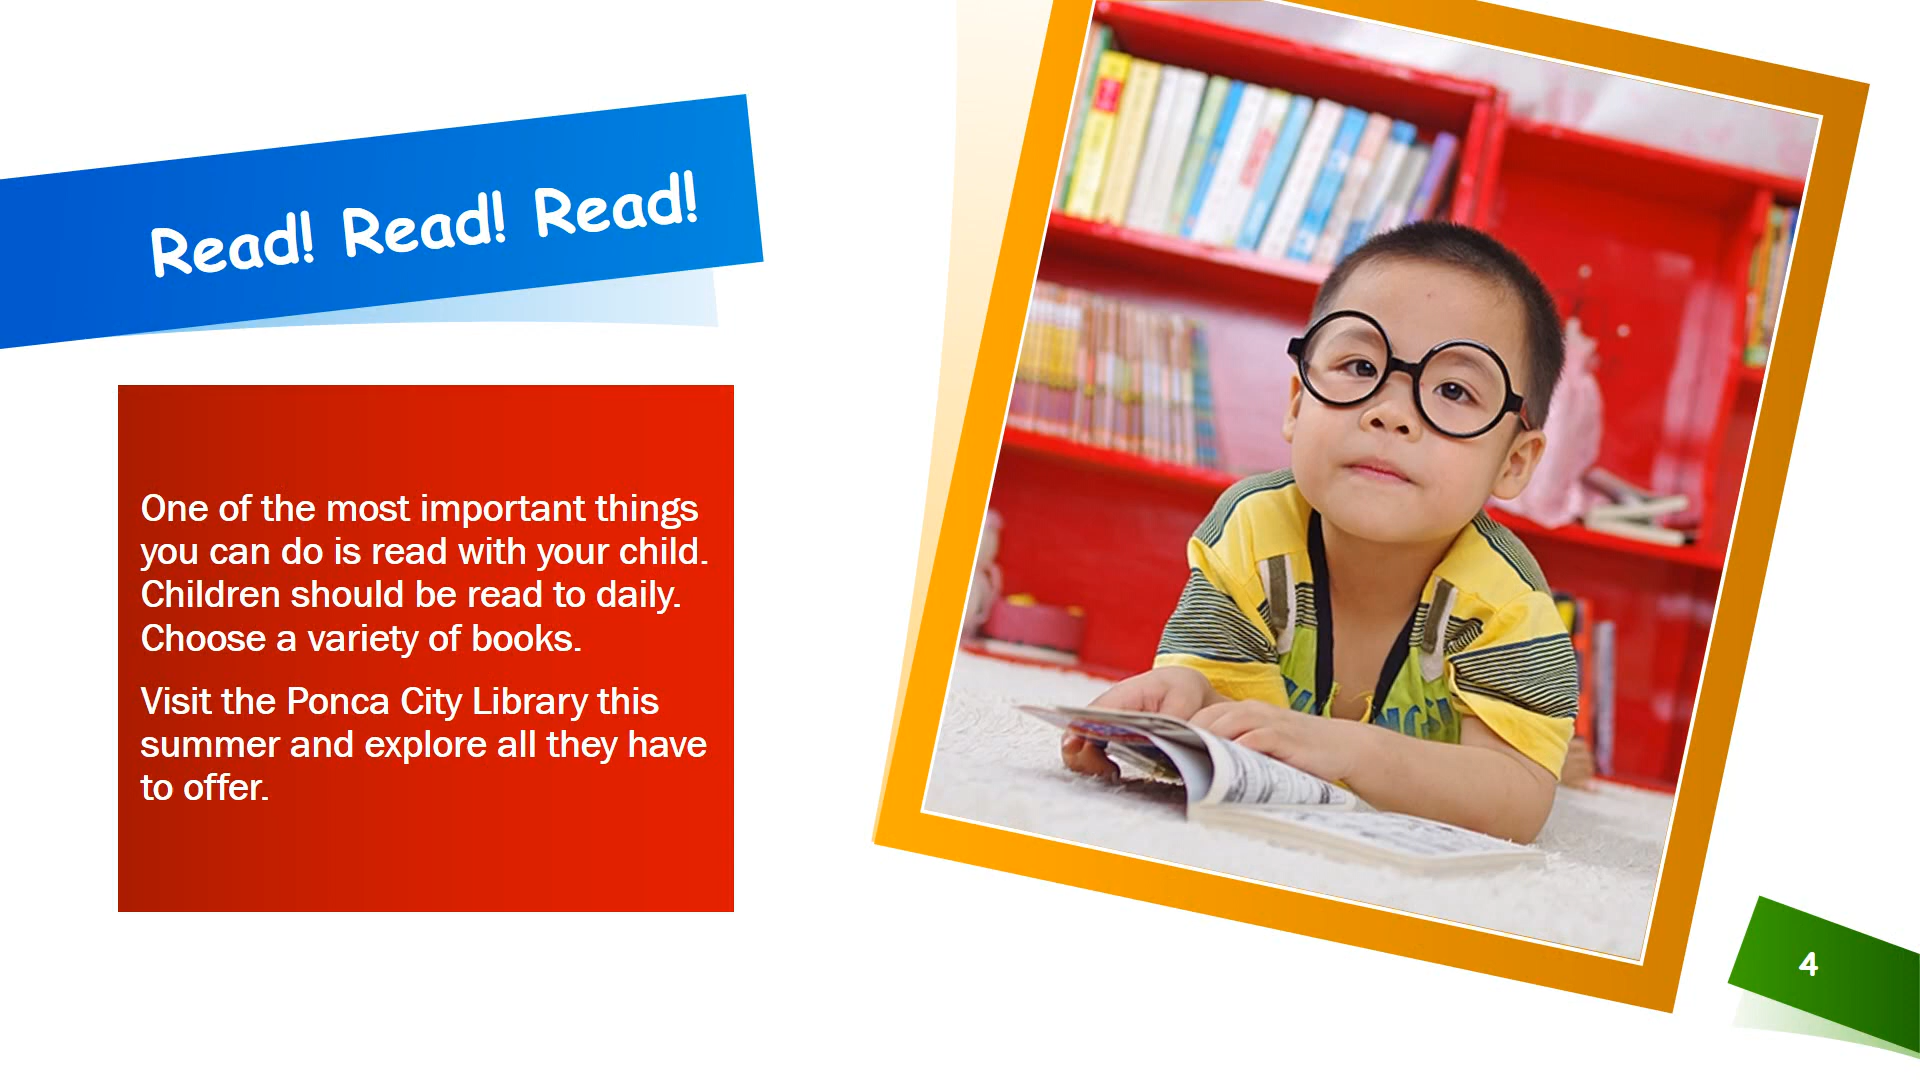 Read! Read! Read!
One of the most important things
you can do is read with your child.
Children should be read to daily.
Choose a variety of books.
Visit the Ponca City Library this
summer and explore all they have
to offer.
4